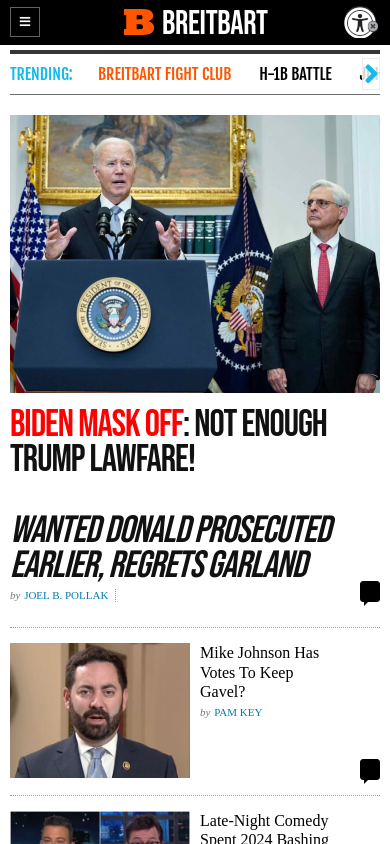 BREITBART
TRENDING:
BREITBART FIGHT CLUB
H-1B BATTLE
BIDEN MASK OFF: NOT ENOUGH
TRUMP LAWFARE!
WANTED DONALD PROSECUTED
EARLIER, REGRETS GARLAND
by JOEL B. POLLAK
Mike Johnson Has
Votes To Keep
Gavel?
by PAM KEY
Late-Night Comedy
Spent 2024 Bashing